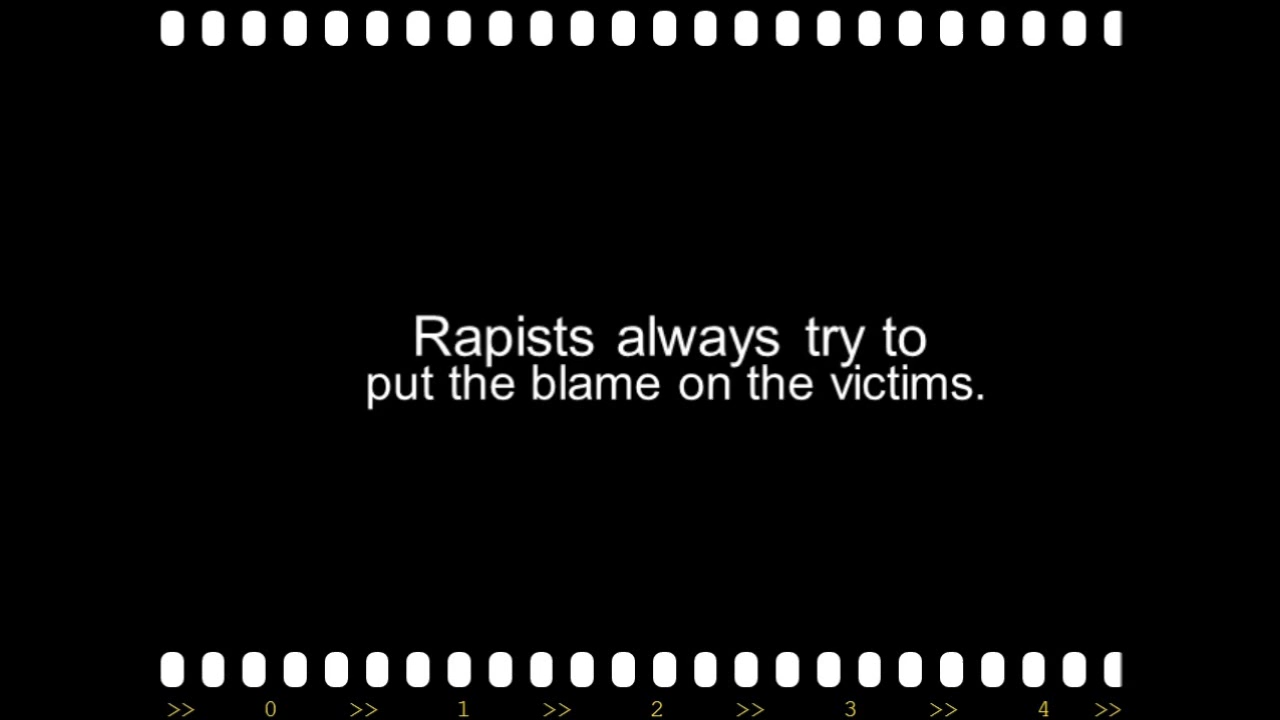 Rapists always try to
put the blame on the victims.
>> 0 >> 1 >> 2 >> 3 >> 4 >>